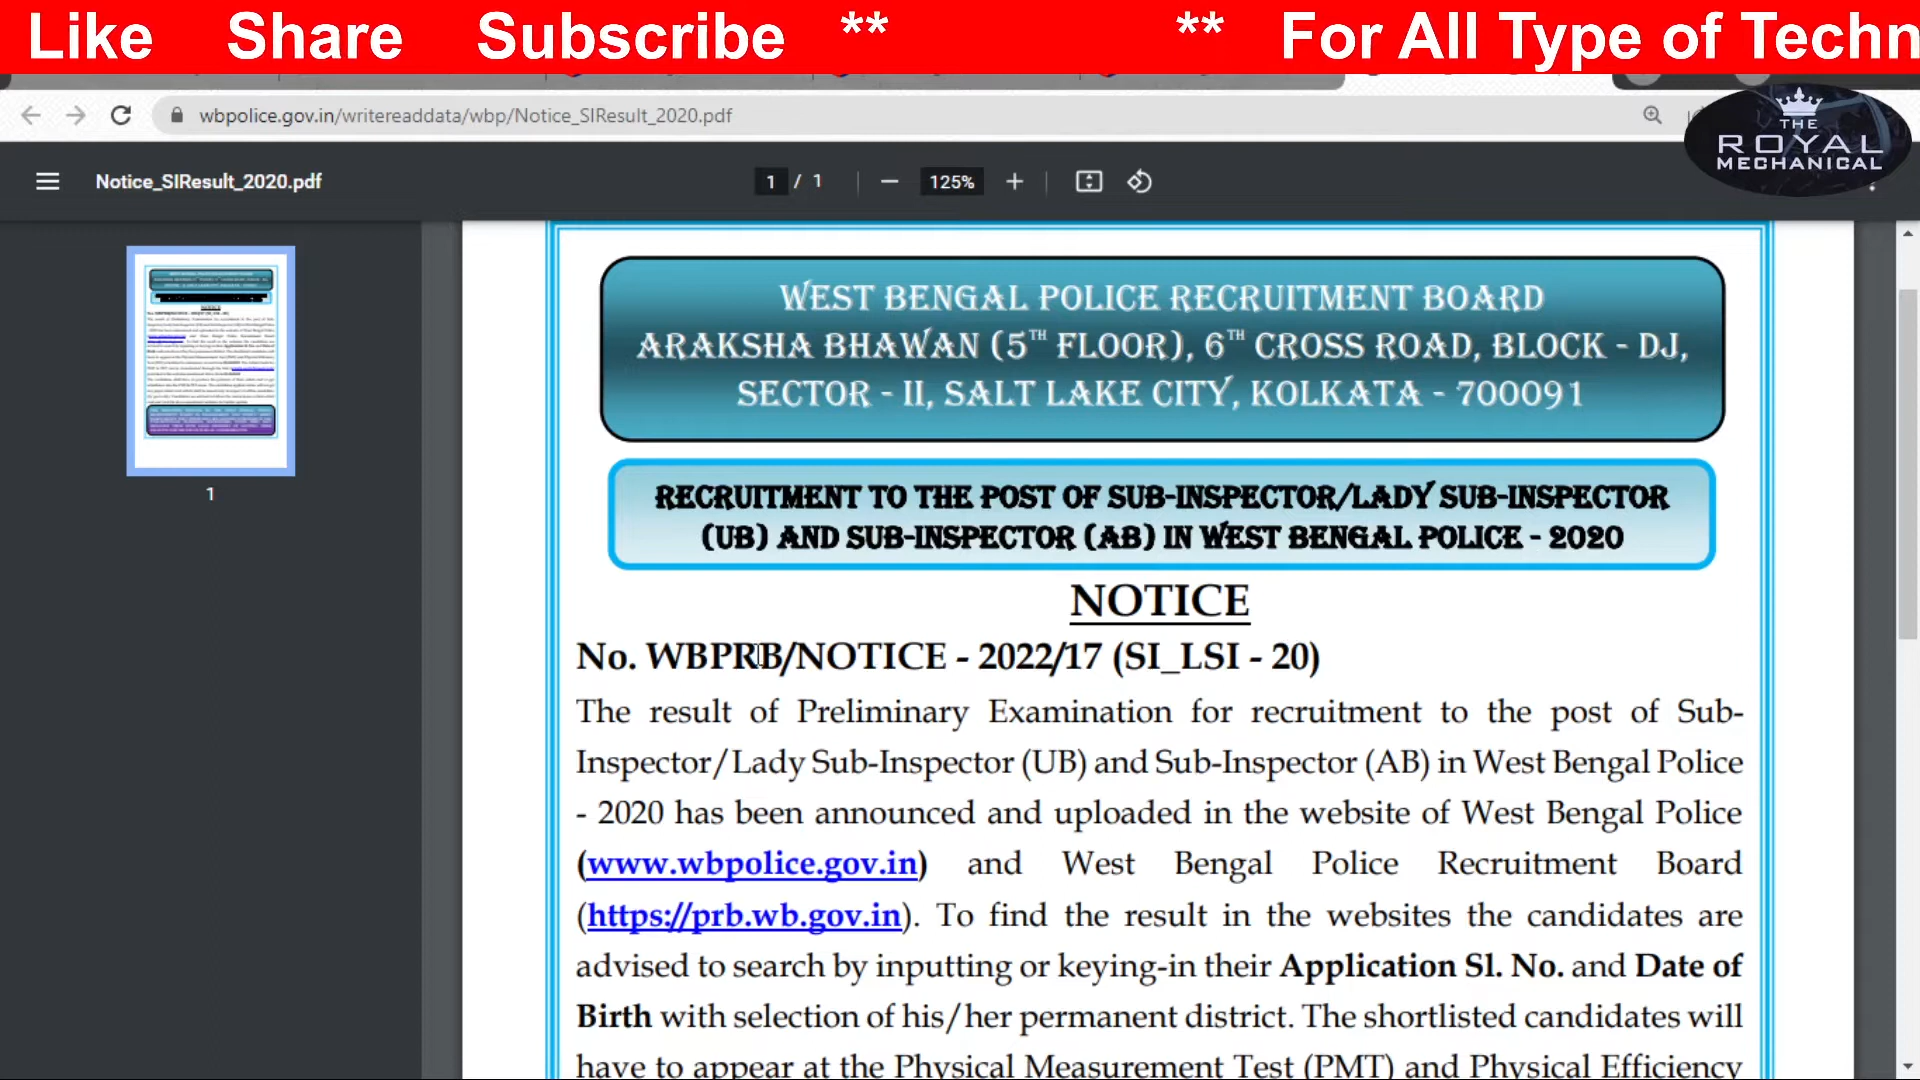 Like Share Subscribe ** ** For All Type of Techn
wbpolice.gov.in/writereaddata/wbp/Notice_SIResult_2020.pdf
THE
ROYAL
MECHANICAL
Notice_SIResult_2020.pdf
1 / 1
125%
WEST BENGAL POLICE RECRUITMENT BOARD
ARAKSHA BHAWAN (5TH FLOOR), 6TH CROSS ROAD, BLOCK - DJ,
SECTOR - II, SALT LAKE CITY, KOLKATA - 700091
RECRUITMENT TO THE POST OF SUB-INSPECTOR/LADY SUB-INSPECTOR
(UB) AND SUB-INSPECTOR (AB) IN WEST BENGAL POLICE - 2020
1
NOTICE
No. WBPRB/NOTICE - 2022/17 (SI_LSI - 20)
The result of Preliminary Examination for recruitment to the post of Sub-
Inspector/Lady Sub-Inspector (UB) and Sub-Inspector (AB) in West Bengal Police
- 2020 has been announced and uploaded in the website of West Bengal Police
(www.wbpolice.gov.in) and West Bengal Police Recruitment Board
(https://prb.wb.gov.in). To find the result in the websites the candidates are
advised to search by inputting or keying-in their Application Sl. No. and Date of
Birth with selection of his/her permanent district. The shortlisted candidates will
have to appear at the Physical Measurement Test (PMT) and Physical Efficiency